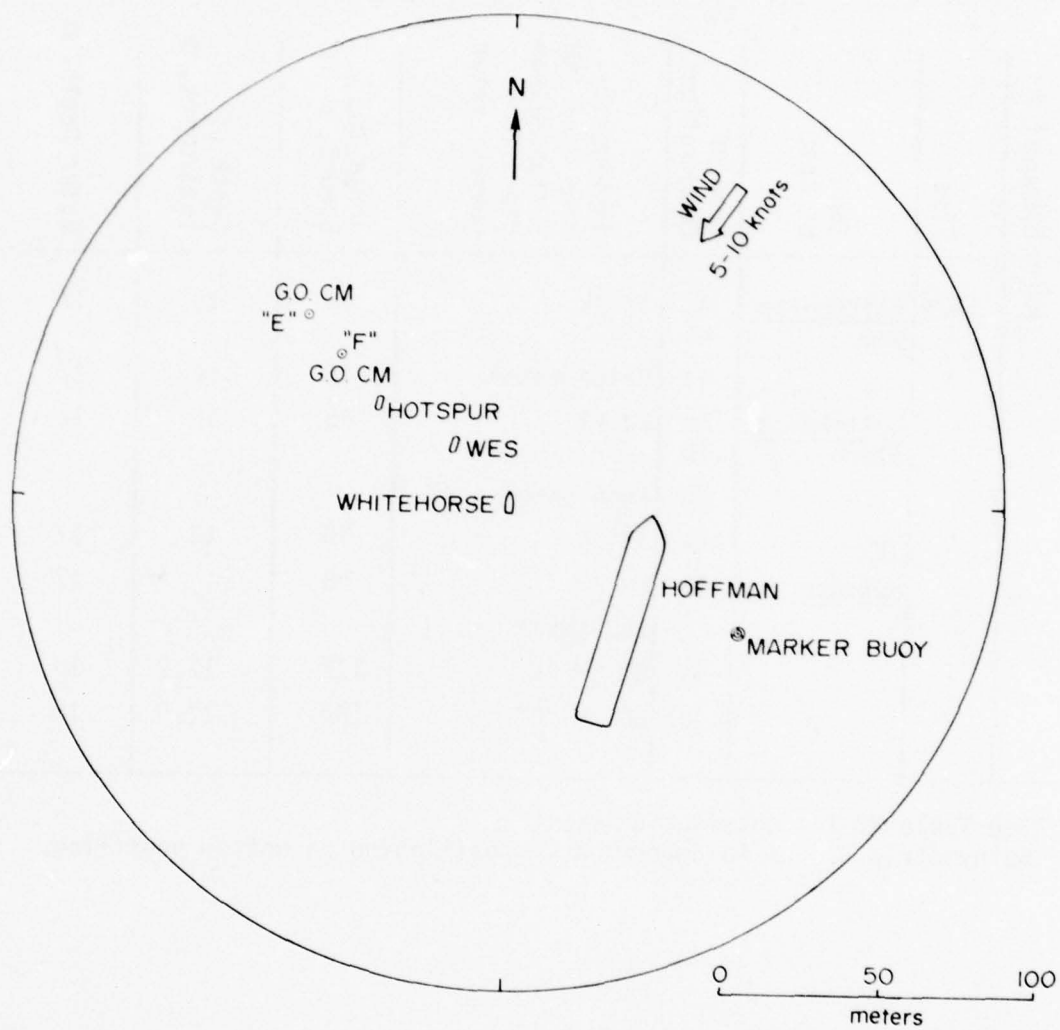 N
WIND
5-10 knots
G.O. CM
"E"
"F"
G.O. CM
HOTSPUR
WES
WHITEHORSE
HOFFMAN
MARKER BUOY
0 50 100
meters